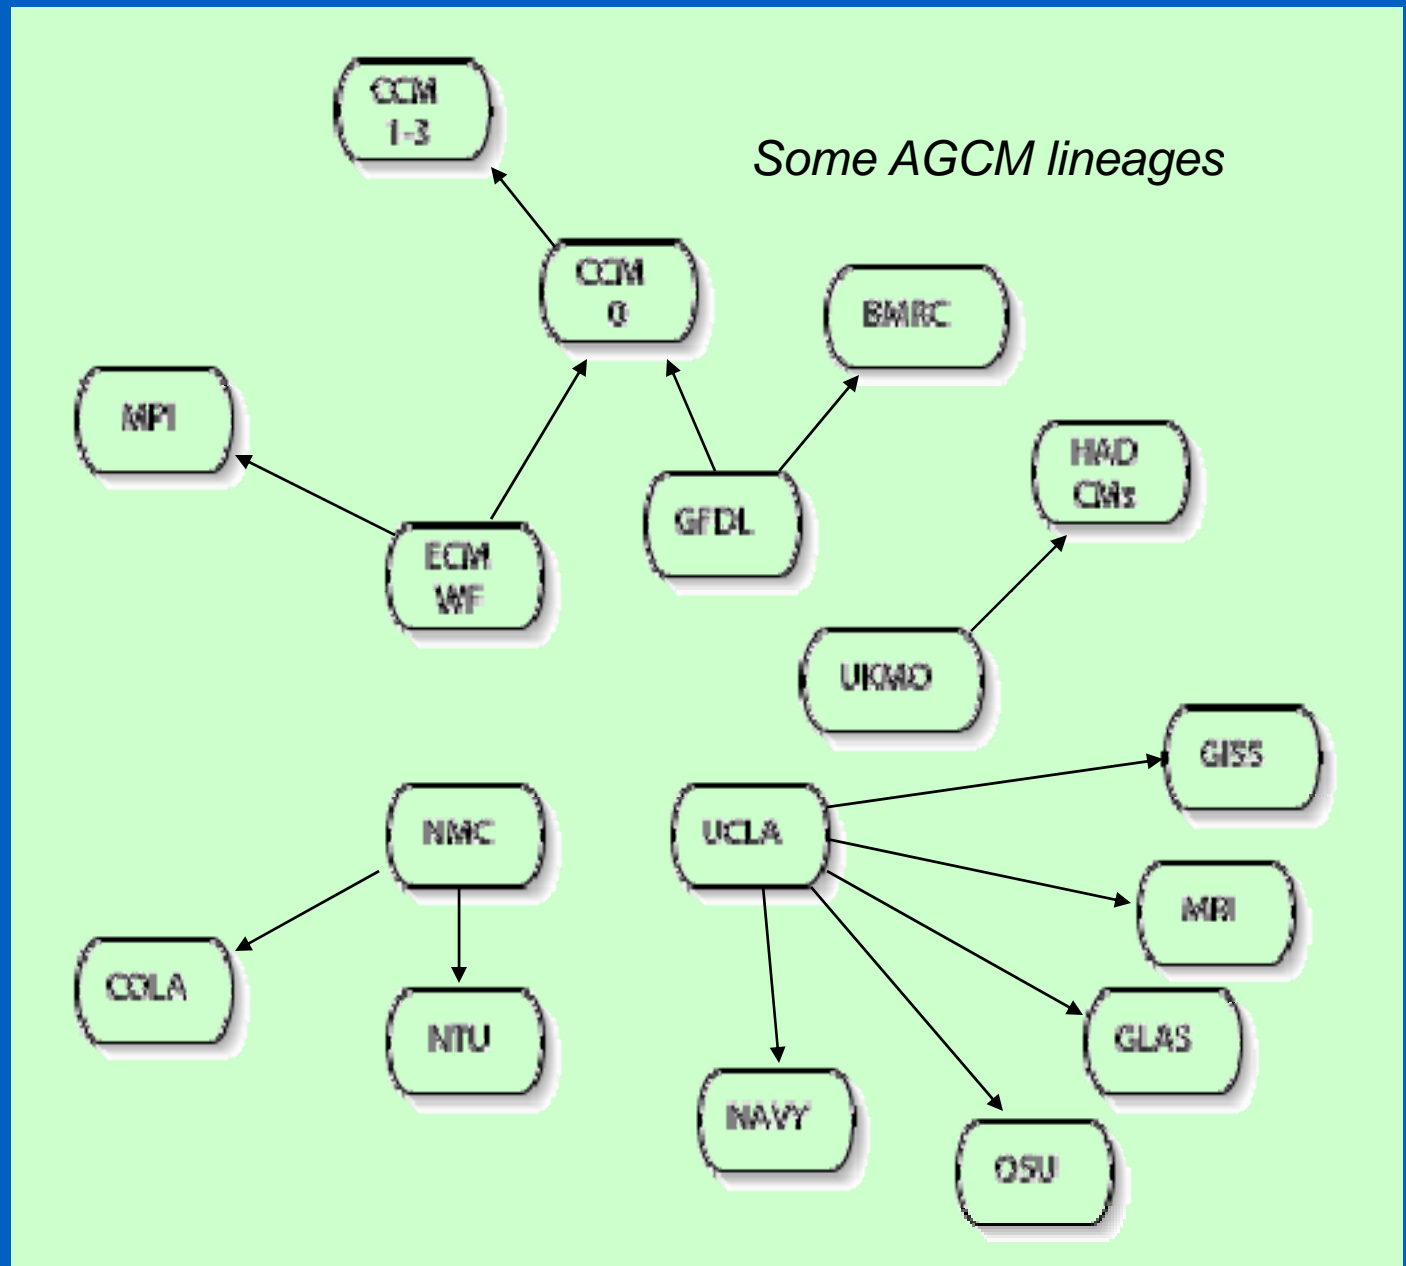 CCM
1-3
Some AGCM lineages
CCM
0
BMRC
MPI
HAD
CMs
GFDL
ECM
WF
UKMO
GISS
NMC
UCLA
MRI
COLA
NTU
GLAS
NAVY
OSU